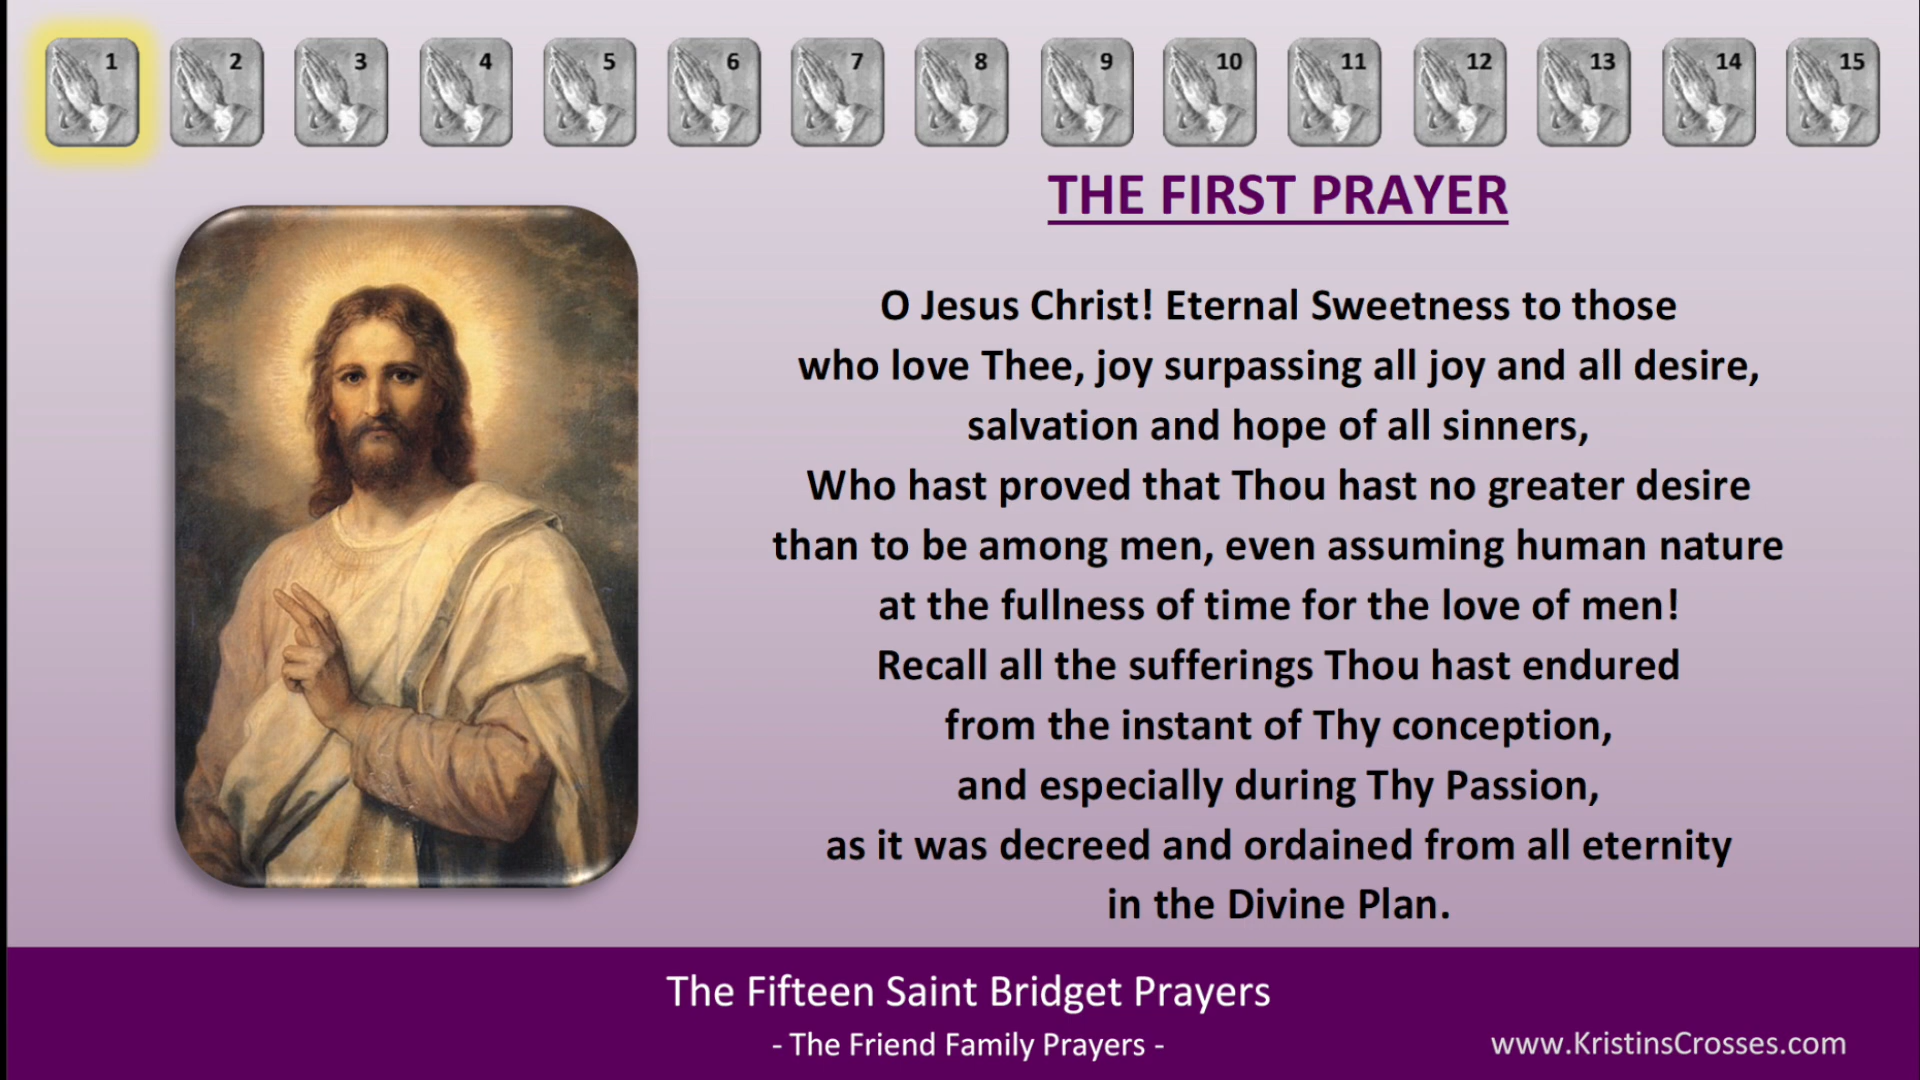 1 2 3 4 5 6 7 8 9 10 11 12 13 14 15
THE FIRST PRAYER
O Jesus Christ! Eternal Sweetness to those
who love Thee, joy surpassing all joy and all desire,
salvation and hope of all sinners,
Who hast proved that Thou hast no greater desire
than to be among men, even assuming human nature
at the fullness of time for the love of men!
Recall all the sufferings Thou hast endured
from the instant of Thy conception,
and especially during Thy Passion,
as it was decreed and ordained from all eternity
in the Divine Plan.
The Fifteen Saint Bridget Prayers
- The Friend Family Prayers -
www.KristinsCrosses.com